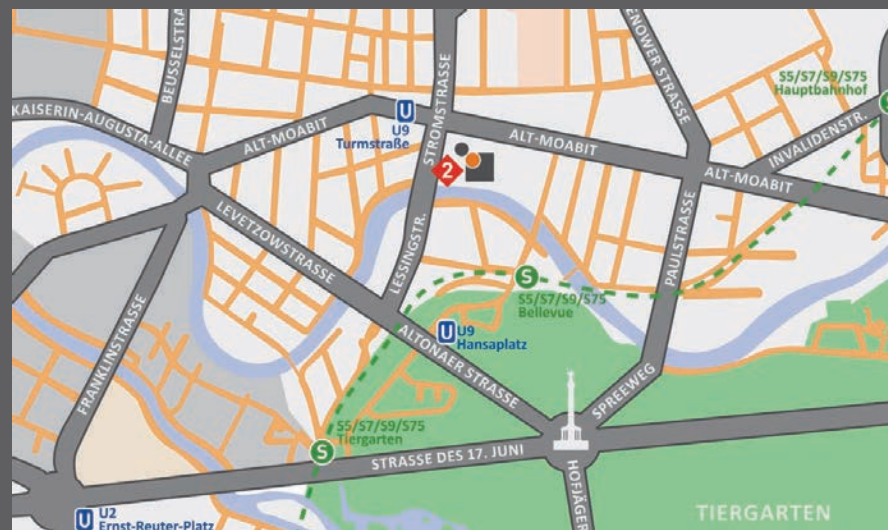 BEUSSELSTRA
KAISERIN-AUGUSTA-ALLEE
ALT-MOABIT
U
U9
Turmstraße
STROMSTRASSE
ENOWER STRASSE
S5/S7/S9/S75
Hauptbahnhof
INVALIDENSTR.
ALT-MOABIT
ALT-MOABIT
2
LEVETZOWSTRASSE
LESSINGSTR.
PAULSTRASSE
S
S5/S7/S9/S75
Bellevue
U
U9
Hansaplatz
ALTONAER STRASSE
FRANKLINSTRASSE
SPREEWEG
S5/S7/S9/S75
Tiergarten
S
STRASSE DES 17. JUNI
HOFJÄGER
TIERGARTEN
U
U2
Ernst-Reuter-Platz